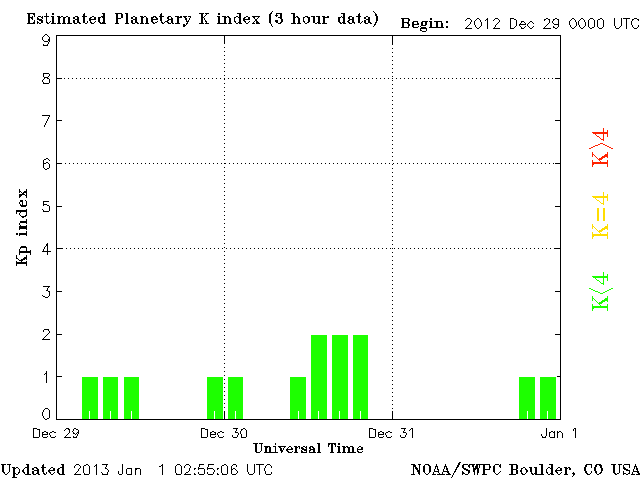 Estimated Planetary K index (3 hour data) Begin: 2012 Dec 29 0000 UTC
9
8
7
6
5
4
3
2
1
0
Kp index
K>4
K=4
K<4
Dec 29 Dec 30 Dec 31 Jan 1
Universal Time
Updated 2013 Jan 1 02:55:06 UTC NOAA/SWPC Boulder, CO USA